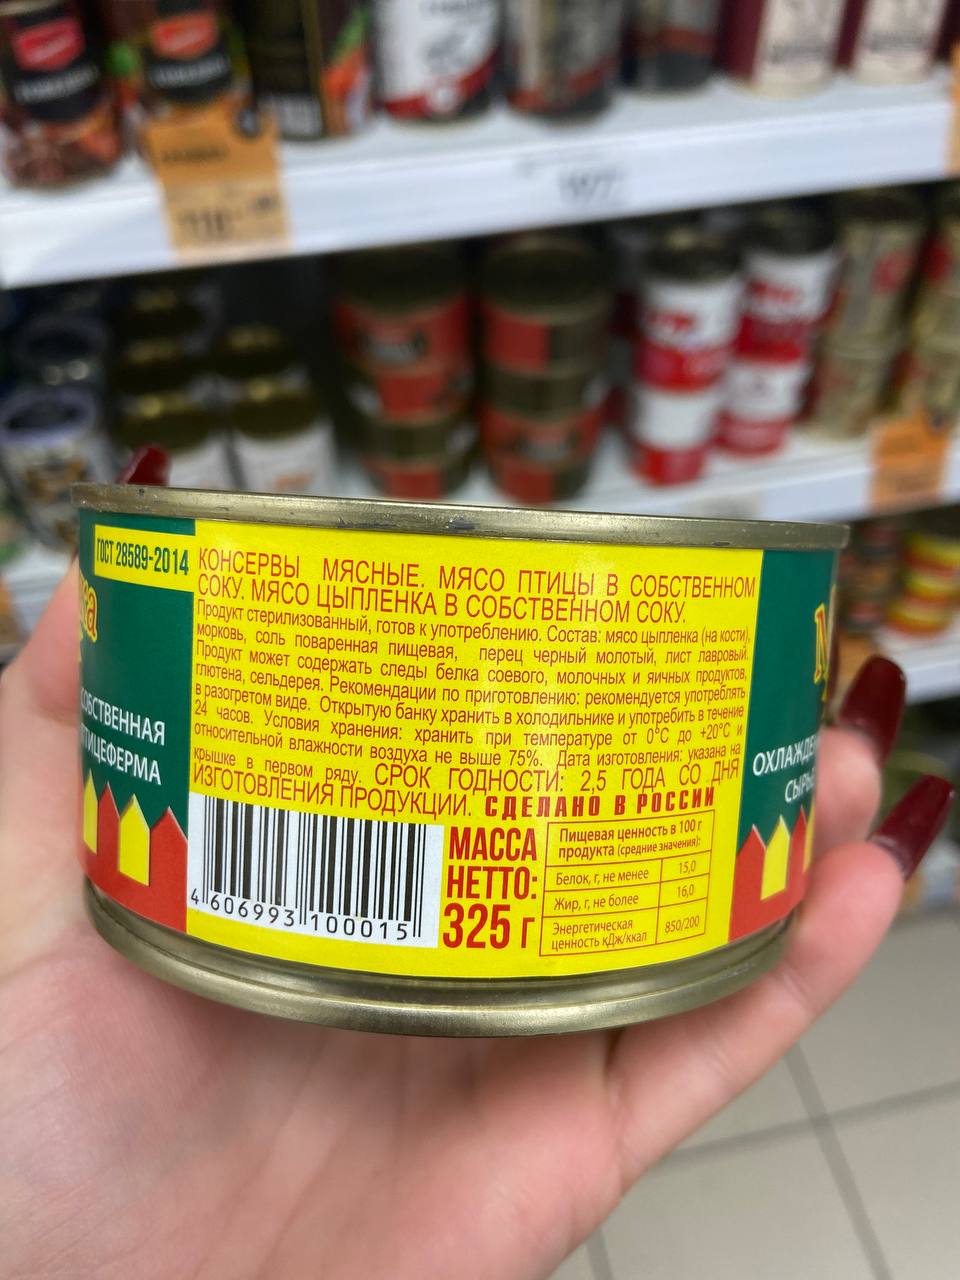 ГОСТ 28589-2014
КОНСЕРВЫ МЯСНЫЕ. МЯСО ПТИЦЫ В СОБСТВЕННОМ
СОКУ. МЯСО ЦЫПЛЕНКА В СОБСТВЕННОМ СОКУ.
Продукт стерилизованный, готов к употреблению. Состав: мясо цыпленка (на кости),
морковь, соль поваренная пищевая, перец черный молотый, лист лавровый.
Продукт может содержать следы белка соевого, молочных и яичных продуктов,
глютена, сельдерея. Рекомендации по приготовлению: рекомендуется употреблять
в разогретом виде. Открытую банку хранить в холодильнике и употребить в течение
24 часов. Условия хранения: хранить при температуре от 0°С до +20°С и
относительной влажности воздуха не выше 75%. Дата изготовления: указана на
крышке в первом ряду. СРОК ГОДНОСТИ: 2,5 ГОДА СО ДНЯ
ИЗГОТОВЛЕНИЯ ПРОДУКЦИИ. СДЕЛАНО В РОССИИ
СОБСТВЕННАЯ
ПТИЦЕФЕРМА
4 606993 100015
МАССА
НЕТТО:
325 г
Пищевая ценность в 100 г
продукта (средние значения):
Белок, г, не менее 15,0
Жир, г, не более 16,0
Энергетическая
ценность кДж/ккал 850/200
СЫРЬ